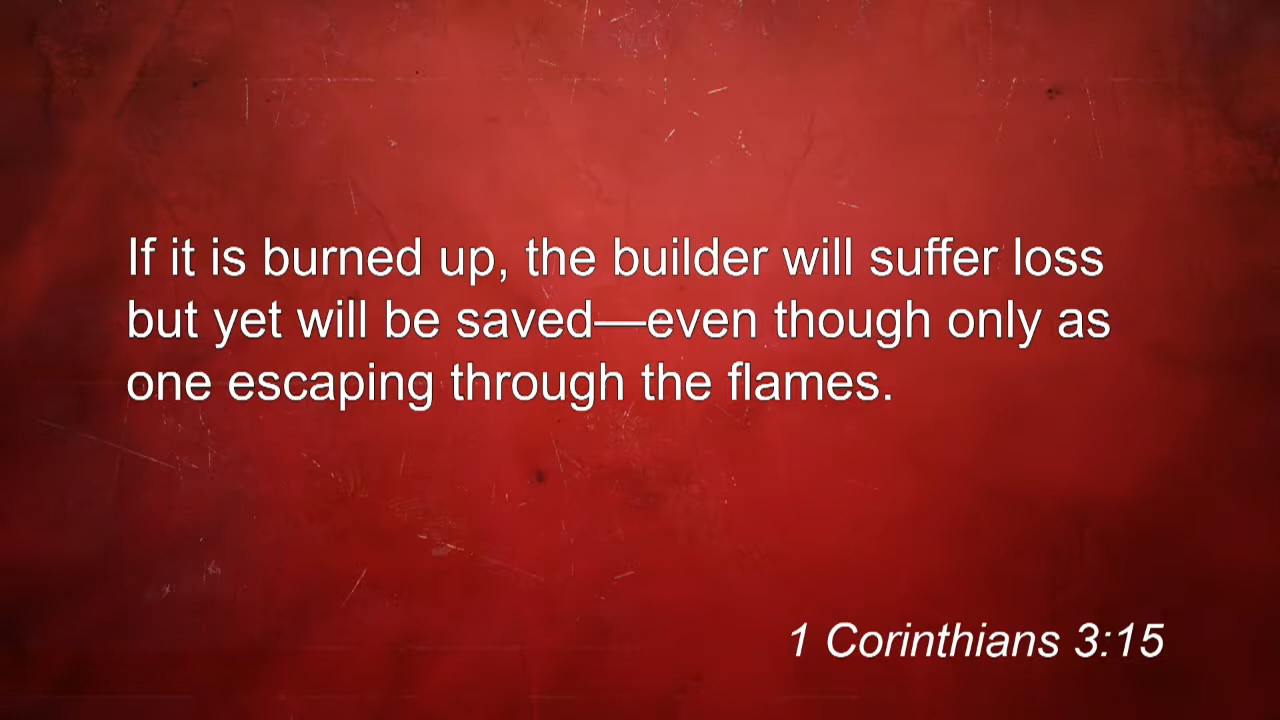 If it is burned up, the builder will suffer loss
but yet will be saved—even though only as
one escaping through the flames.
1 Corinthians 3:15